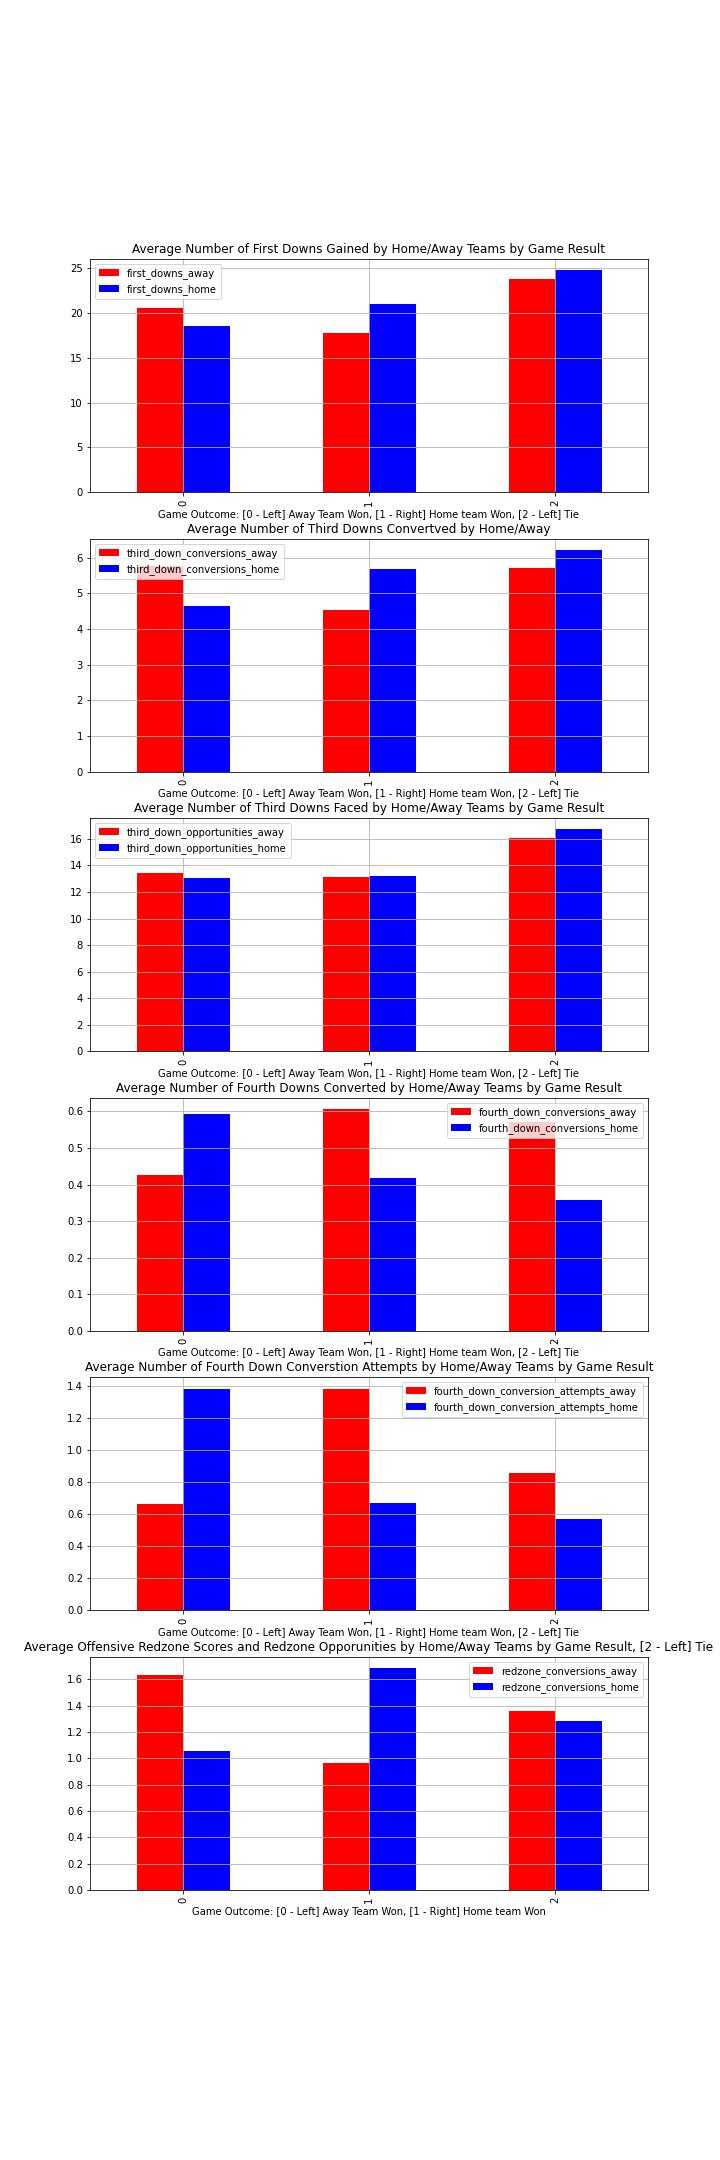 Average Number of First Downs Gained by Home/Away Teams by Game Result
first_downs_away
first_downs_home
25
20
15
10
5
0
0
1
2
Game Outcome: [0 - Left] Away Team Won, [1 - Right] Home team Won, [2 - Left] Tie
Average Number of Third Downs Convertved by Home/Away
third_down_conversions_away
third_down_conversions_home
6
5
4
3
2
1
0
0
1
2
Game Outcome: [0 - Left] Away Team Won, [1 - Right] Home team Won, [2 - Left] Tie
Average Number of Third Downs Faced by Home/Away Teams by Game Result
third_down_opportunities_away
third_down_opportunities_home
16
14
12
10
8
6
4
2
0
0
1
2
Game Outcome: [0 - Left] Away Team Won, [1 - Right] Home team Won, [2 - Left] Tie
Average Number of Fourth Downs Converted by Home/Away Teams by Game Result
fourth_down_conversions_away
fourth_down_conversions_home
0.6
0.5
0.4
0.3
0.2
0.1
0.0
0
1
2
Game Outcome: [0 - Left] Away Team Won, [1 - Right] Home team Won, [2 - Left] Tie
Average Number of Fourth Down Converstion Attempts by Home/Away Teams by Game Result
fourth_down_conversion_attempts_away
fourth_down_conversion_attempts_home
1.4
1.2
1.0
0.8
0.6
0.4
0.2
0.0
0
1
2
Game Outcome: [0 - Left] Away Team Won, [1 - Right] Home team Won, [2 - Left] Tie
Average Offensive Redzone Scores and Redzone Opporunities by Home/Away Teams by Game Result, [2 - Left] Tie
redzone_conversions_away
redzone_conversions_home
1.6
1.4
1.2
1.0
0.8
0.6
0.4
0.2
0.0
0
1
2
Game Outcome: [0 - Left] Away Team Won, [1 - Right] Home team Won